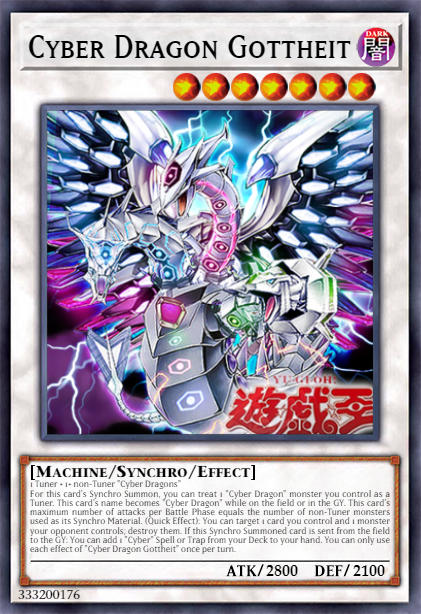 CYBER DRAGON GOTTHEIT
DARK
闇
YU-GI-OH!
遊戯王
[MACHINE/SYNCHRO/EFFECT]
1 Tuner + 1+ non-Tuner "Cyber Dragons"
For this card's Synchro Summon, you can treat 1 "Cyber Dragon" monster you control as a
Tuner. This card's name becomes "Cyber Dragon" while on the field or in the GY. This card's
maximum number of attacks per Battle Phase equals the number of non-Tuner monsters
used as its Synchro Material. (Quick Effect): You can target 1 card you control and 1 monster
your opponent controls; destroy them. If this Synchro Summoned card is sent from the field
to the GY: You can add 1 "Cyber" Spell or Trap from your Deck to your hand. You can only use
each effect of "Cyber Dragon Gottheit" once per turn.
ATK/2800 DEF/2100
333200176